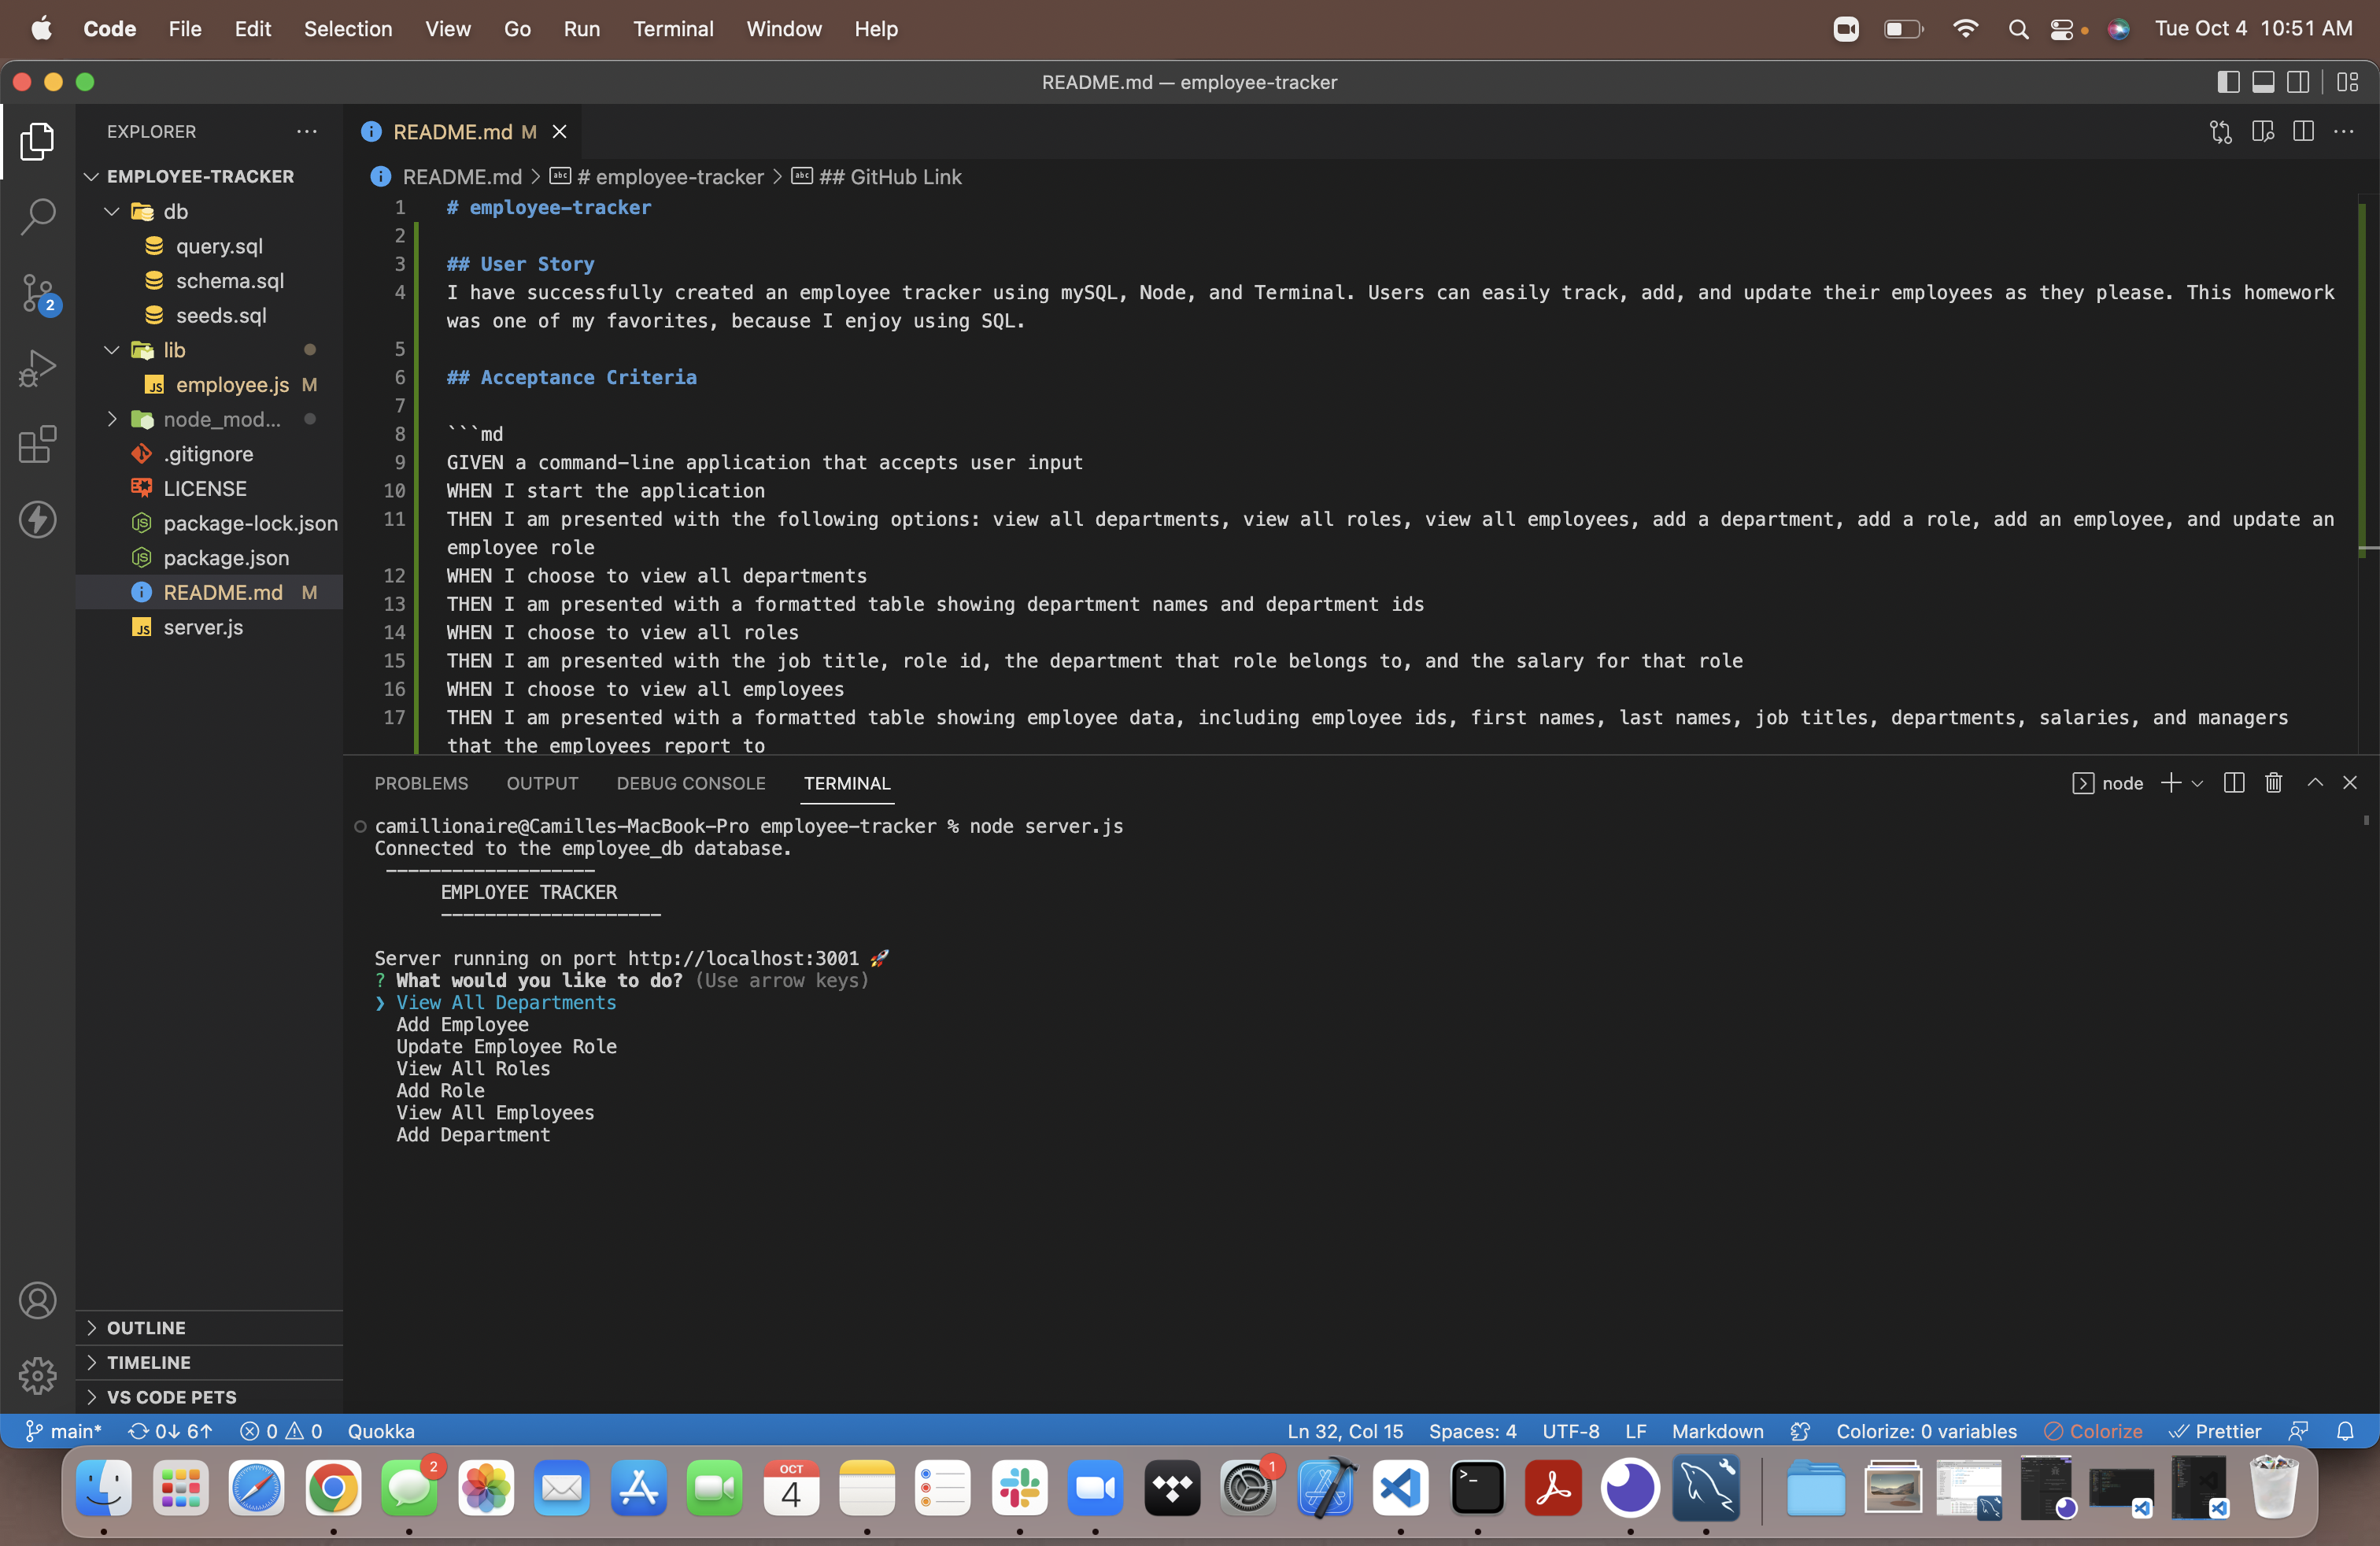 Code File Edit Selection View Go Run Terminal Window Help Tue Oct 4 10:51 AM
README.md — employee-tracker
EXPLORER
EMPLOYEE-TRACKER
db
query.sql
schema.sql
seeds.sql
lib
employee.js M
node_mod...
.gitignore
LICENSE
package-lock.json
package.json
README.md M
server.js
OUTLINE
TIMELINE
VS CODE PETS
2
README.md M
README.md > # employee-tracker > ## GitHub Link
1 # employee-tracker
2
3 ## User Story
4 I have successfully created an employee tracker using mySQL, Node, and Terminal. Users can easily track, add, and update their employees as they please. This homework
was one of my favorites, because I enjoy using SQL.
5
6 ## Acceptance Criteria
7
8 ```md
9 GIVEN a command-line application that accepts user input
10 WHEN I start the application
11 THEN I am presented with the following options: view all departments, view all roles, view all employees, add a department, add a role, add an employee, and update an
employee role
12 WHEN I choose to view all departments
13 THEN I am presented with a formatted table showing department names and department ids
14 WHEN I choose to view all roles
15 THEN I am presented with the job title, role id, the department that role belongs to, and the salary for that role
16 WHEN I choose to view all employees
17 THEN I am presented with a formatted table showing employee data, including employee ids, first names, last names, job titles, departments, salaries, and managers
that the employees report to
PROBLEMS OUTPUT DEBUG CONSOLE TERMINAL node
camillionaire@Camilles-MacBook-Pro employee-tracker % node server.js
Connected to the employee_db database.
-------------------
EMPLOYEE TRACKER
--------------------
Server running on port http://localhost:3001 🚀
? What would you like to do? (Use arrow keys)
❯ View All Departments
Add Employee
Update Employee Role
View All Roles
Add Role
View All Employees
Add Department
main* 0↓ 6↑ 0 0 Quokka Ln 32, Col 15 Spaces: 4 UTF-8 LF Markdown Colorize: 0 variables Colorize Prettier
2
OCT
4
1